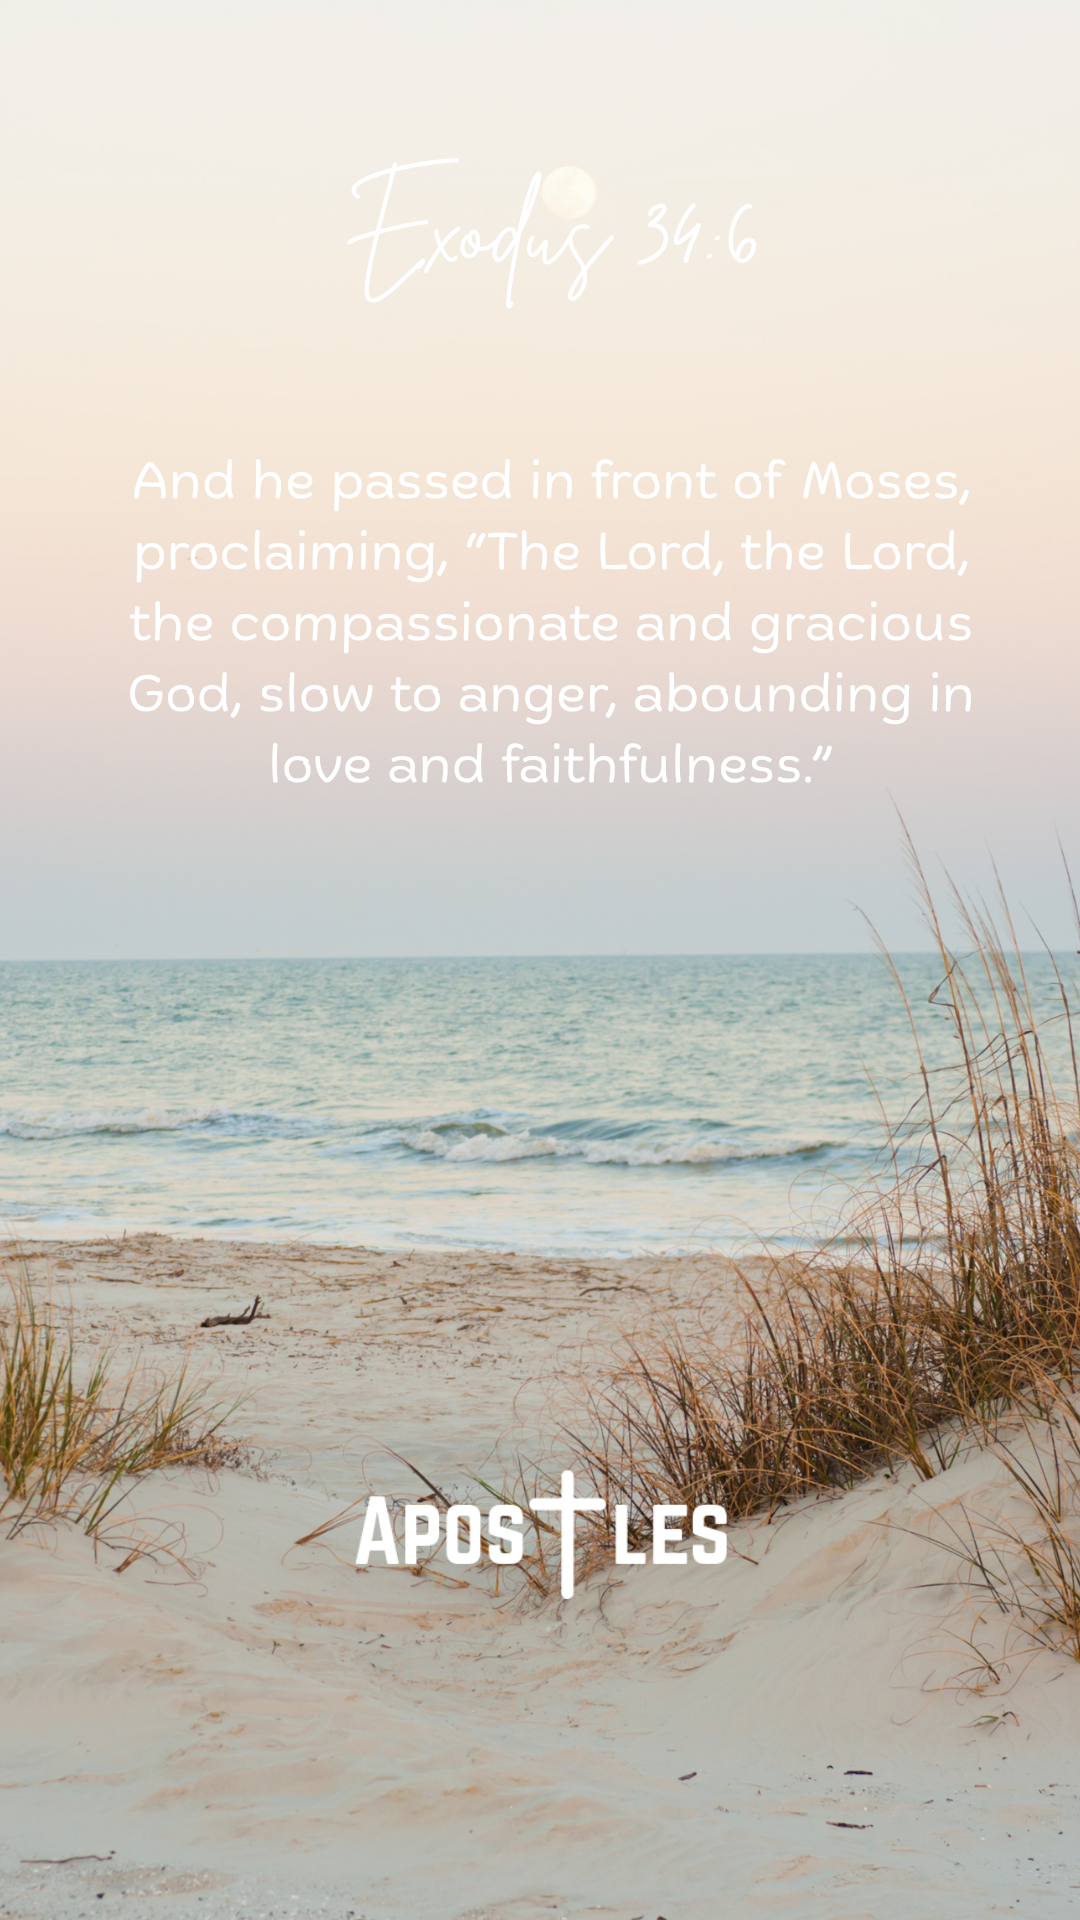 Exodus 34:6
And he passed in front of Moses,
proclaiming, “The Lord, the Lord,
the compassionate and gracious
God, slow to anger, abounding in
love and faithfulness.”
APOSTLES